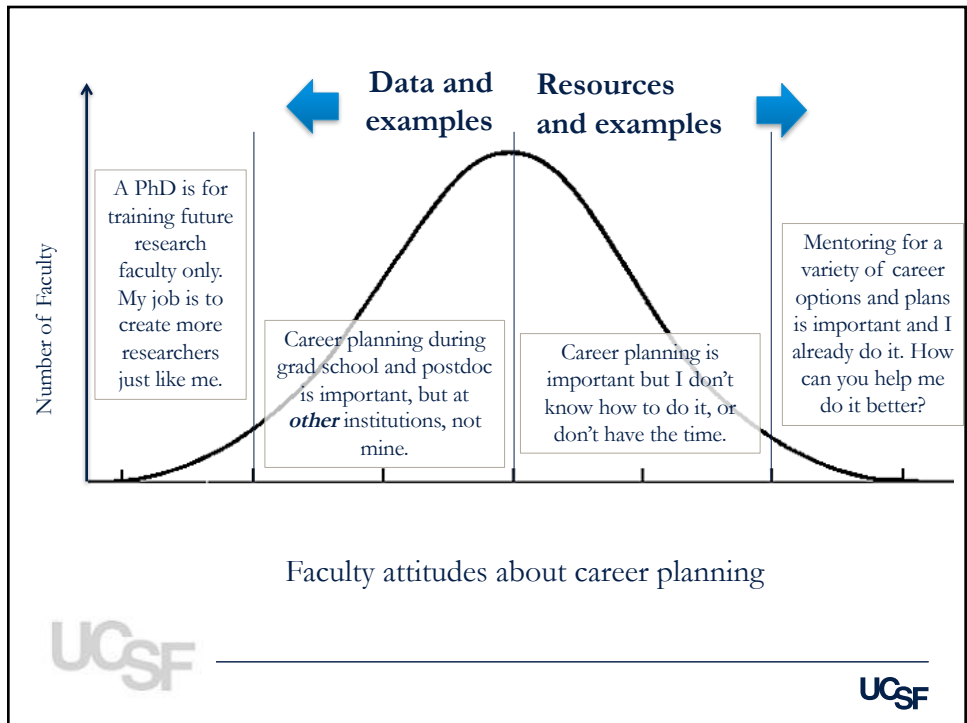 Data and
examples
Resources
and examples
Number of Faculty
A PhD is for
training future
research
faculty only.
My job is to
create more
researchers
just like me.
Career planning during
grad school and postdoc
is important, but at
other institutions, not
mine.
Career planning is
important but I don't
know how to do it, or
don't have the time.
Mentoring for a
variety of career
options and plans
is important and I
already do it. How
can you help me
do it better?
Faculty attitudes about career planning
UCSF
UCSF